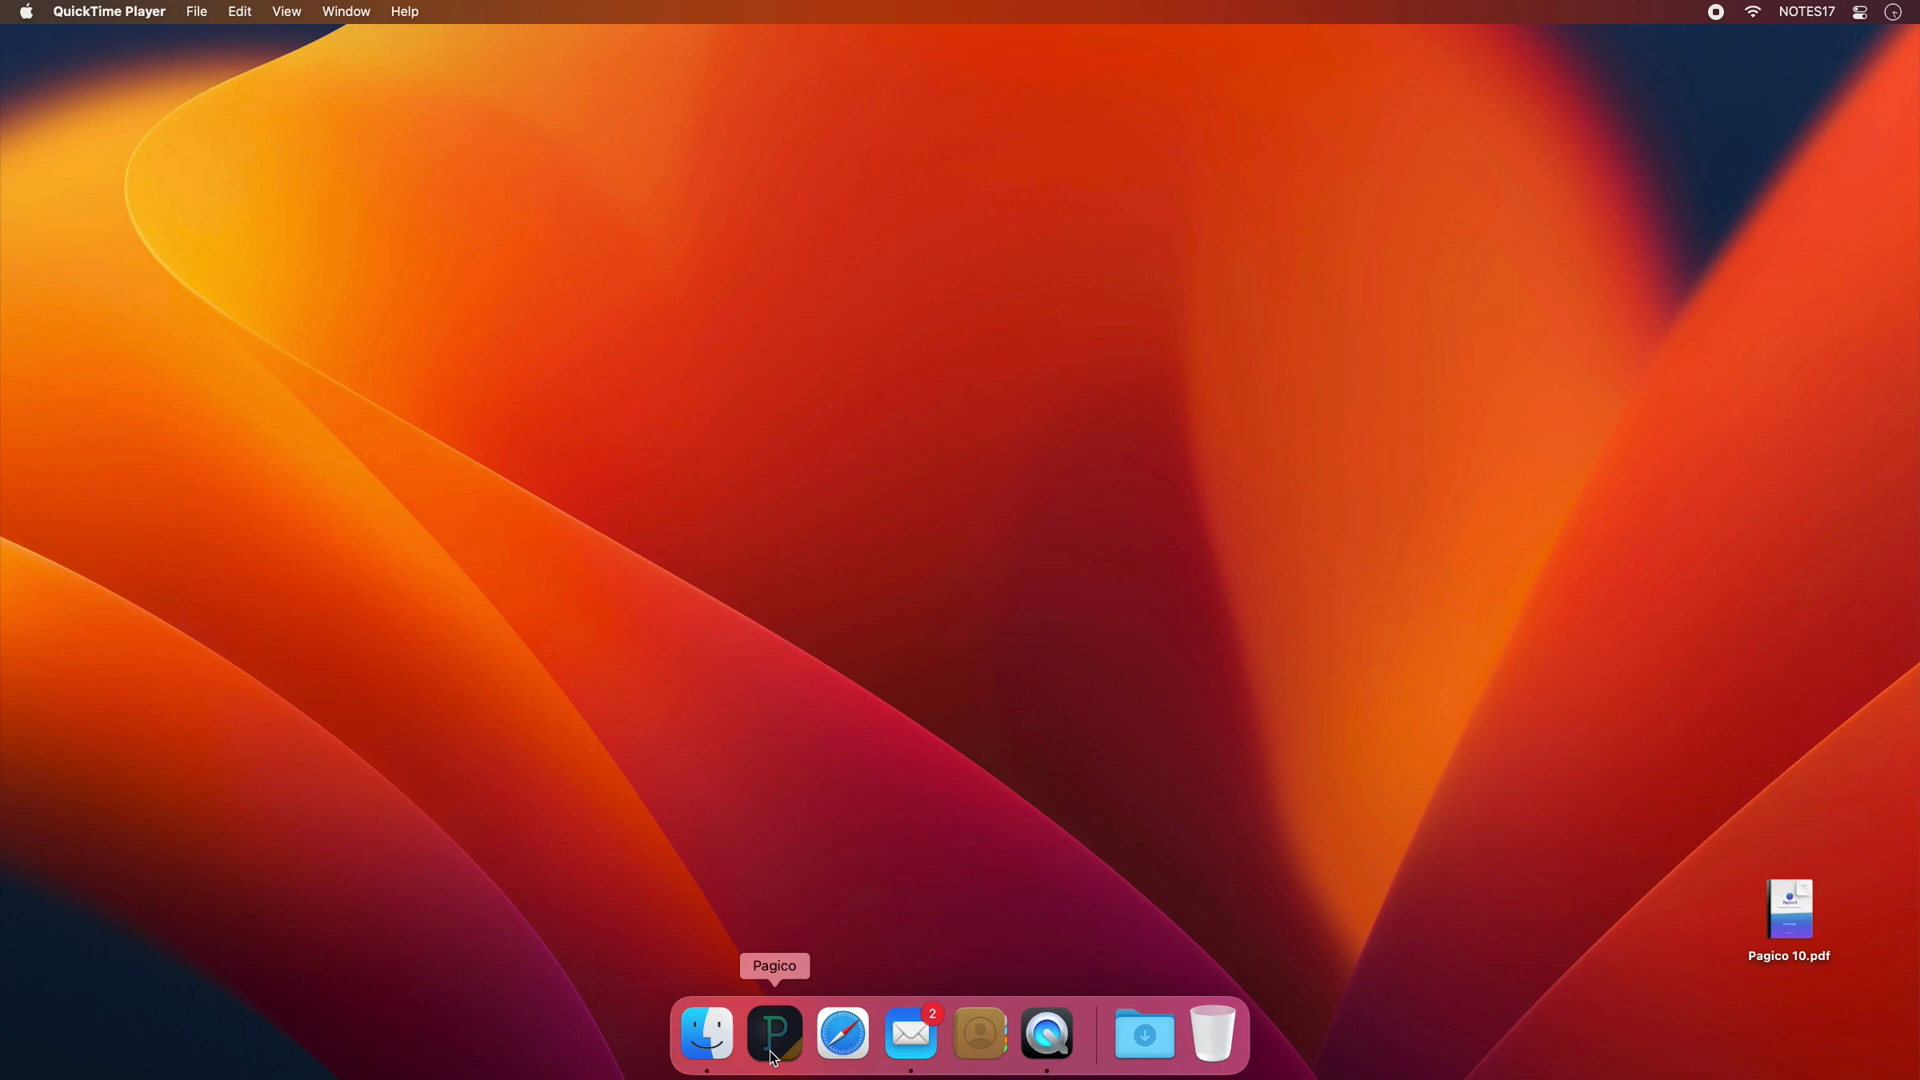 QuickTime Player File Edit View Window Help NOTES17
Pagico 10.pdf
Pagico
2
P